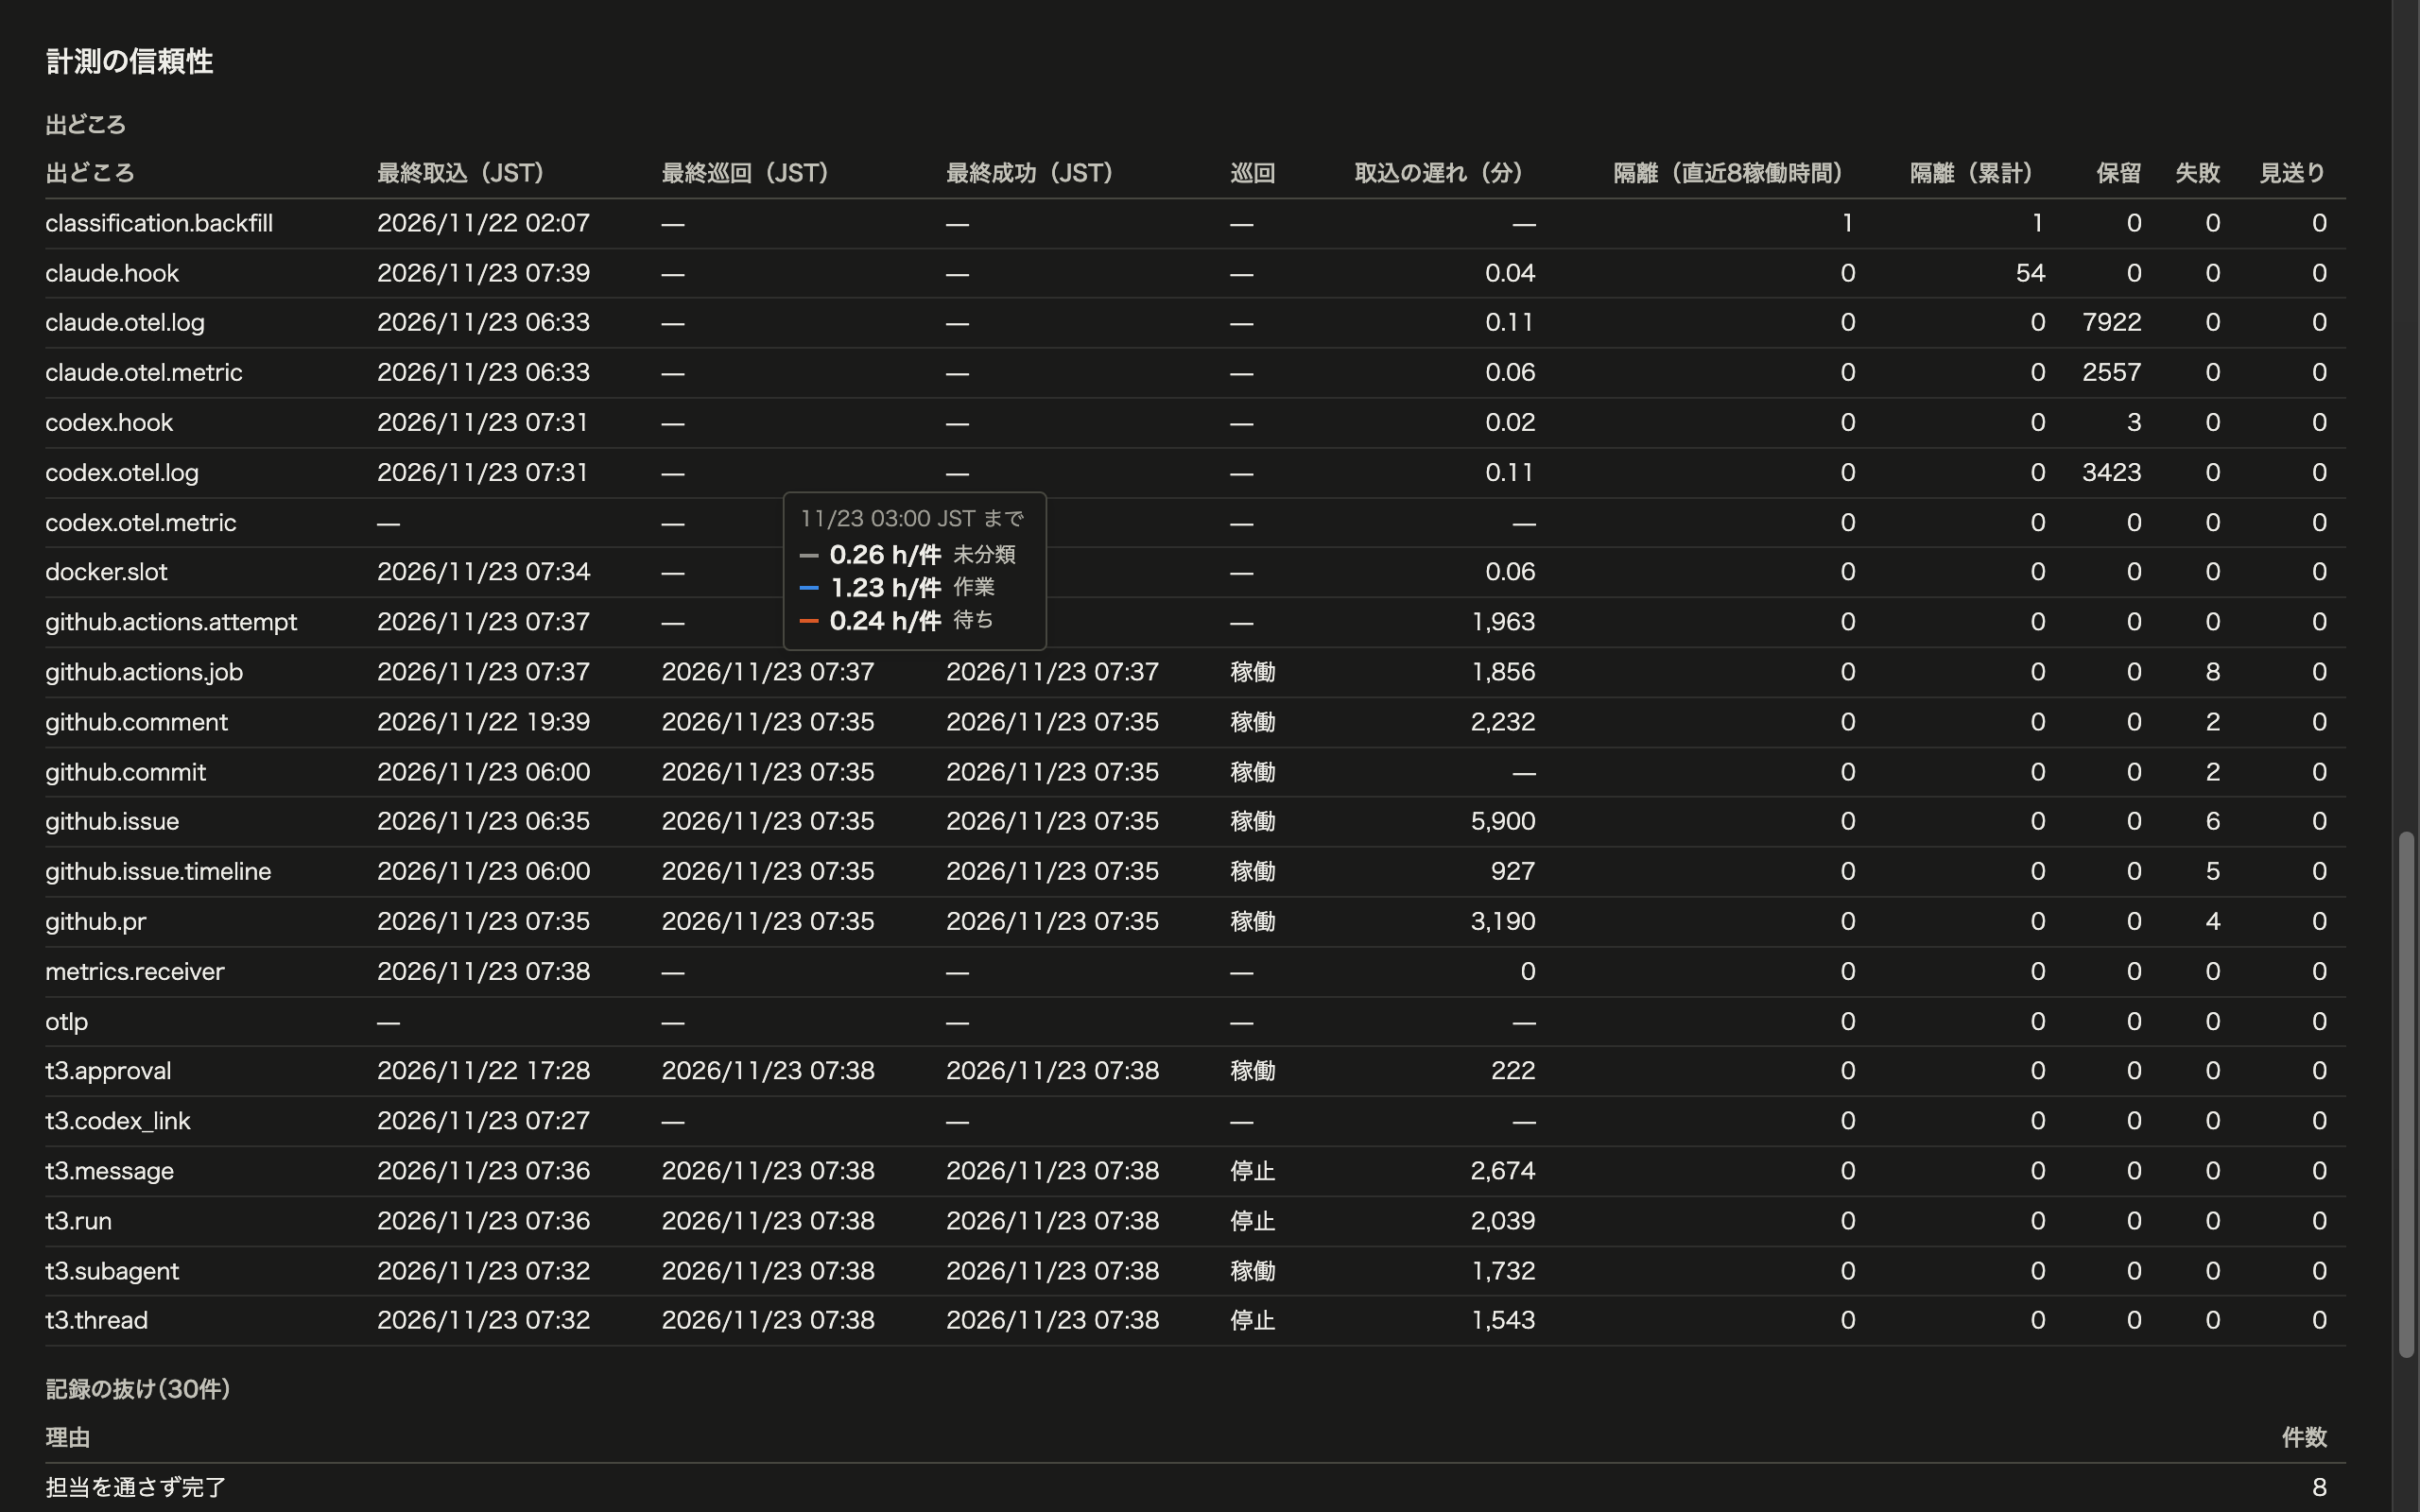 計測の信頼性
出どころ
出どころ 最終取込（JST） 最終巡回（JST） 最終成功（JST） 巡回 取込の遅れ（分） 隔離（直近8稼働時間） 隔離（累計） 保留 失敗 見送り
classification.backfill 2026/11/22 02:07 — — — — 1 1 0 0 0
claude.hook 2026/11/23 07:39 — — — 0.04 0 54 0 0 0
claude.otel.log 2026/11/23 06:33 — — — 0.11 0 0 7922 0 0
claude.otel.metric 2026/11/23 06:33 — — — 0.06 0 0 2557 0 0
codex.hook 2026/11/23 07:31 — — — 0.02 0 0 3 0 0
codex.otel.log 2026/11/23 07:31 — — — 0.11 0 0 3423 0 0
codex.otel.metric — — — — 0 0 0 0 0
docker.slot 2026/11/23 07:34 — — 0.06 0 0 0 0 0
github.actions.attempt 2026/11/23 07:37 — — 1,963 0 0 0 0 0
11/23 03:00 JST まで
0.26 h/件 未分類
1.23 h/件 作業
0.24 h/件 待ち
github.actions.job 2026/11/23 07:37 2026/11/23 07:37 2026/11/23 07:37 稼働 1,856 0 0 0 8 0
github.comment 2026/11/22 19:39 2026/11/23 07:35 2026/11/23 07:35 稼働 2,232 0 0 0 2 0
github.commit 2026/11/23 06:00 2026/11/23 07:35 2026/11/23 07:35 稼働 — 0 0 0 2 0
github.issue 2026/11/23 06:35 2026/11/23 07:35 2026/11/23 07:35 稼働 5,900 0 0 0 6 0
github.issue.timeline 2026/11/23 06:00 2026/11/23 07:35 2026/11/23 07:35 稼働 927 0 0 0 5 0
github.pr 2026/11/23 07:35 2026/11/23 07:35 2026/11/23 07:35 稼働 3,190 0 0 0 4 0
metrics.receiver 2026/11/23 07:38 — — — 0 0 0 0 0 0
otlp — — — — — 0 0 0 0 0
t3.approval 2026/11/22 17:28 2026/11/23 07:38 2026/11/23 07:38 稼働 222 0 0 0 0 0
t3.codex_link 2026/11/23 07:27 — — — — 0 0 0 0 0
t3.message 2026/11/23 07:36 2026/11/23 07:38 2026/11/23 07:38 停止 2,674 0 0 0 0 0
t3.run 2026/11/23 07:36 2026/11/23 07:38 2026/11/23 07:38 停止 2,039 0 0 0 0 0
t3.subagent 2026/11/23 07:32 2026/11/23 07:38 2026/11/23 07:38 稼働 1,732 0 0 0 0 0
t3.thread 2026/11/23 07:32 2026/11/23 07:38 2026/11/23 07:38 停止 1,543 0 0 0 0 0
記録の抜け(30件)
理由 件数
担当を通さず完了 8